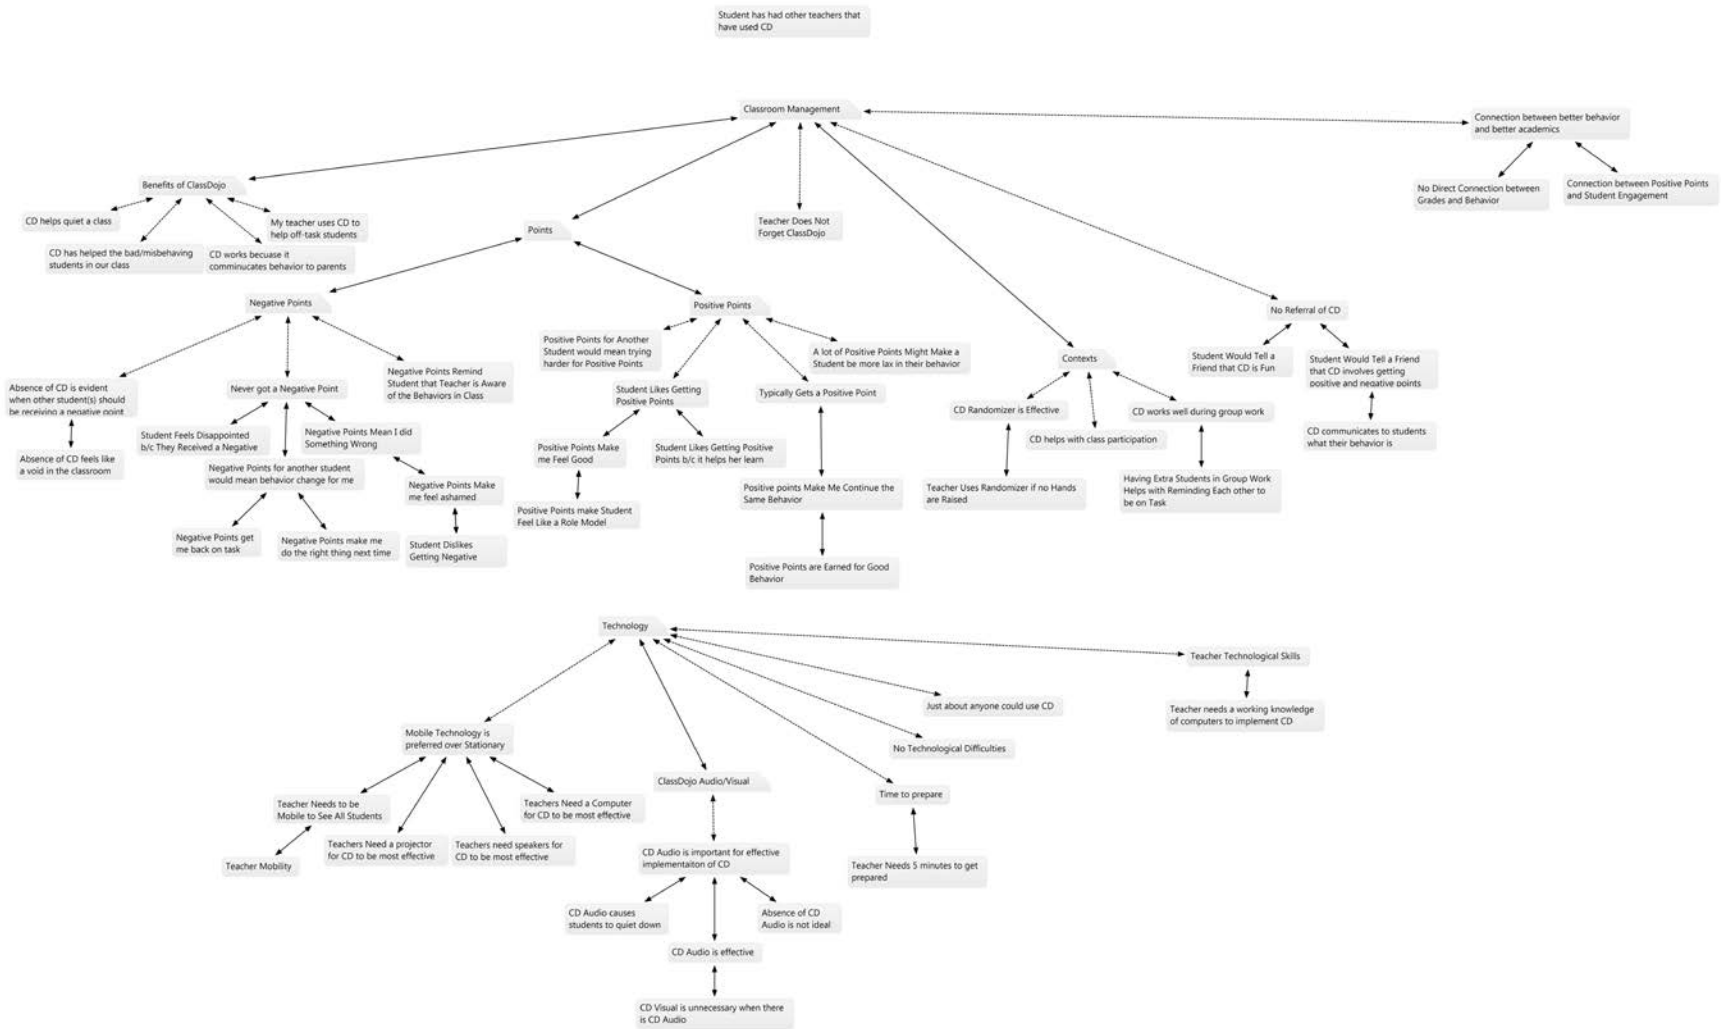 Student has had other teachers that
have used CD
Classroom Management
Connection between better behavior
and better academics
No Direct Connection between
Grades and Behavior
Connection between Positive Points
and Student Engagement
Benefits of ClassDojo
CD helps quiet a class
My teacher uses CD to
help off-task students
CD has helped the bad/misbehaving
students in our class
CD works becuase it
comminucates behavior to parents
Points
Teacher Does Not
Forget ClassDojo
Negative Points
Positive Points
No Referral of CD
Absence of CD is evident
when other student(s) should
be receiving a negative point
Absence of CD feels like
a void in the classroom
Never got a Negative Point
Negative Points Remind
Student that Teacher is Aware
of the Behaviors in Class
Student Feels Disappointed
b/c They Received a Negative
Negative Points Mean I did
Something Wrong
Negative Points for another student
would mean behavior change for me
Negative Points Make
me feel ashamed
Negative Points get
me back on task
Negative Points make me
do the right thing next time
Student Dislikes
Getting Negative
Positive Points for Another
Student would mean trying
harder for Positive Points
A lot of Positive Points Might Make a
Student be more lax in their behavior
Student Likes Getting
Positive Points
Typically Gets a Positive Point
Positive Points Make
me Feel Good
Student Likes Getting Positive
Points b/c it helps her learn
Positive Points make Student
Feel Like a Role Model
Positive points Make Me Continue the
Same Behavior
Positive Points are Earned for Good
Behavior
Contexts
CD Randomizer is Effective
CD helps with class participation
CD works well during group work
Teacher Uses Randomizer if no Hands
are Raised
Having Extra Students in Group Work
Helps with Reminding Each other to
be on Task
Student Would Tell a
Friend that CD is Fun
Student Would Tell a Friend
that CD involves getting
positive and negative points
CD communicates to students
what their behavior is
Technology
Teacher Technological Skills
Teacher needs a working knowledge
of computers to implement CD
Just about anyone could use CD
No Technological Difficulties
Time to prepare
Teacher Needs 5 minutes to get
prepared
Mobile Technology is
preferred over Stationary
Teacher Needs to be
Mobile to See All Students
Teacher Mobility
Teachers Need a projector
for CD to be most effective
Teachers need speakers for
CD to be most effective
Teachers Need a Computer
for CD to be most effective
ClassDojo Audio/Visual
CD Audio is important for effective
implementaiton of CD
CD Audio causes
students to quiet down
Absence of CD
Audio is not ideal
CD Audio is effective
CD Visual is unnecessary when there
is CD Audio